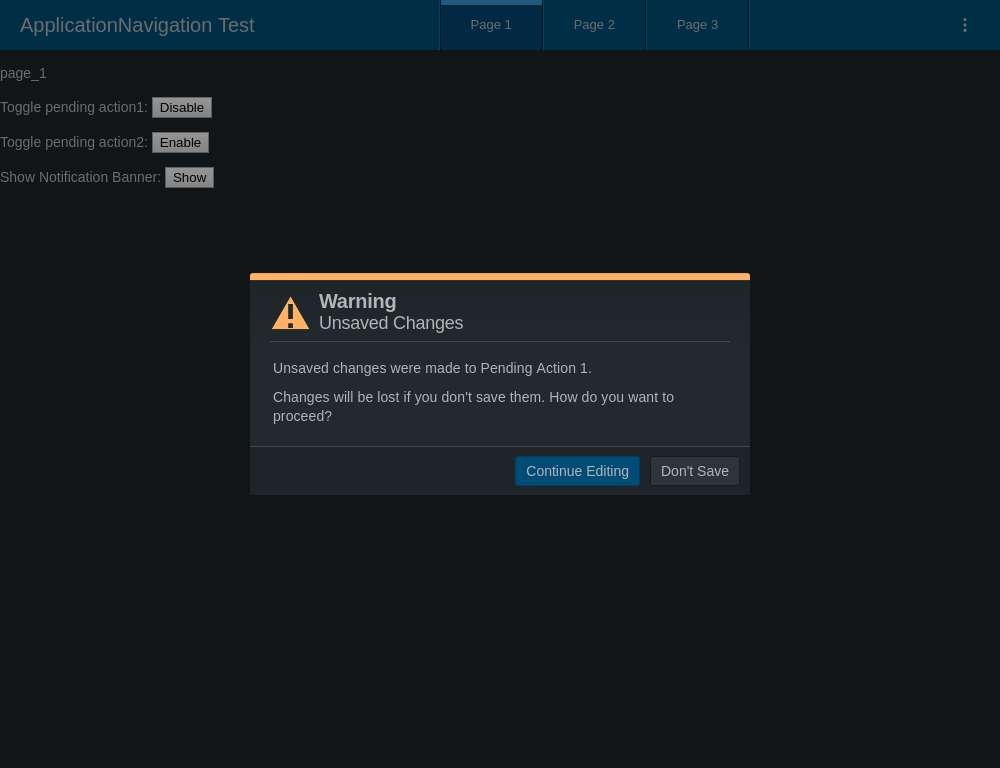 ApplicationNavigation Test
Page 1
Page 2
Page 3
page_1
Toggle pending action1: Disable
Toggle pending action2: Enable
Show Notification Banner: Show
Warning
Unsaved Changes
Unsaved changes were made to Pending Action 1.
Changes will be lost if you don't save them. How do you want to
proceed?
Continue Editing
Don't Save